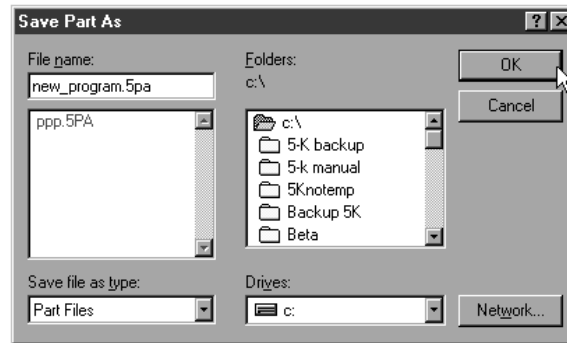 Save Part As
File name:
new_program.5pa
ppp.5PA
Save file as type:
Part Files
Folders:
c:\
c:\
5-K backup
5-k manual
5Knotemp
Backup 5K
Beta
Drives:
c:
OK
Cancel
Network...